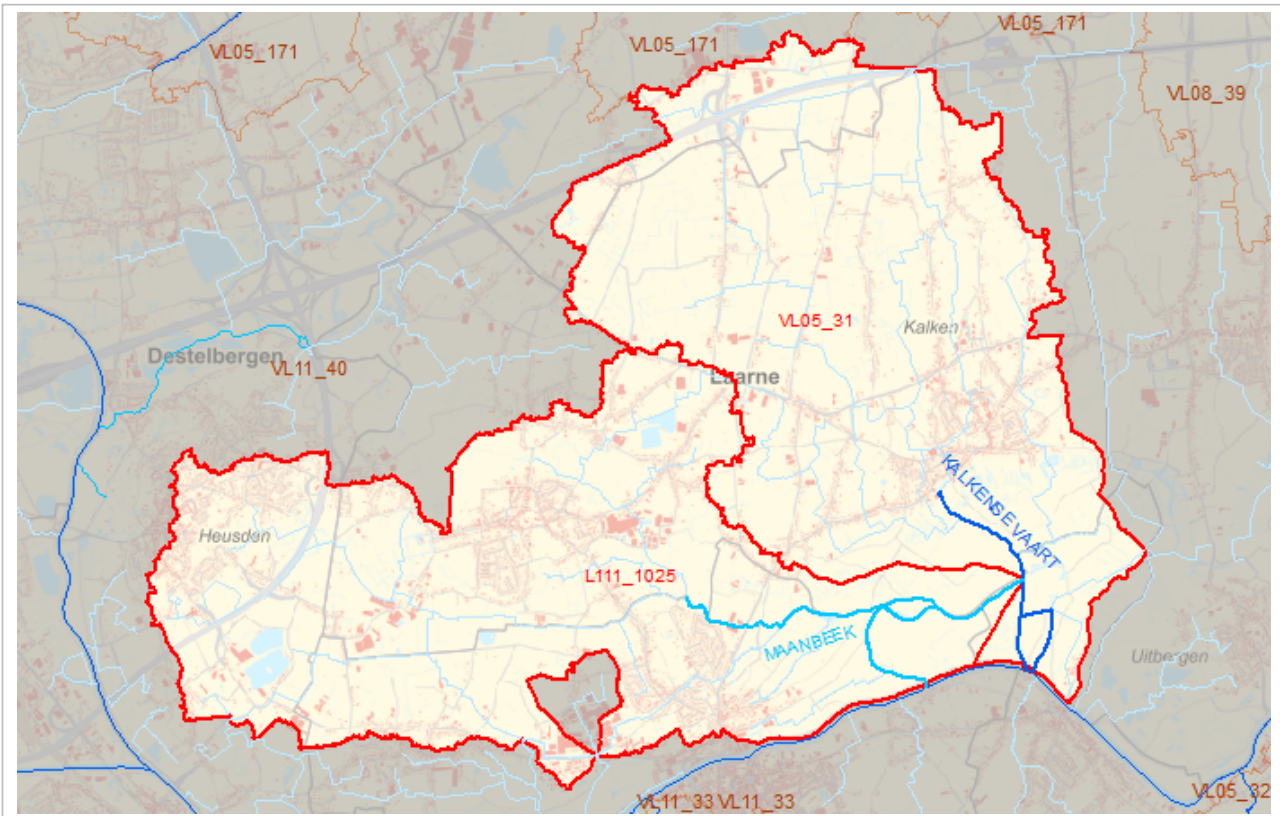 VL05_171
VL05_171
VL05_171
VL08_39
VL05_31
Kalken
Destelbergen
VL11_40
Laarne
KALKENSE VAART
Heusden
L111_1025
MAANBEEK
Uitbergen
VL11_33 VL11_33
VL05_32